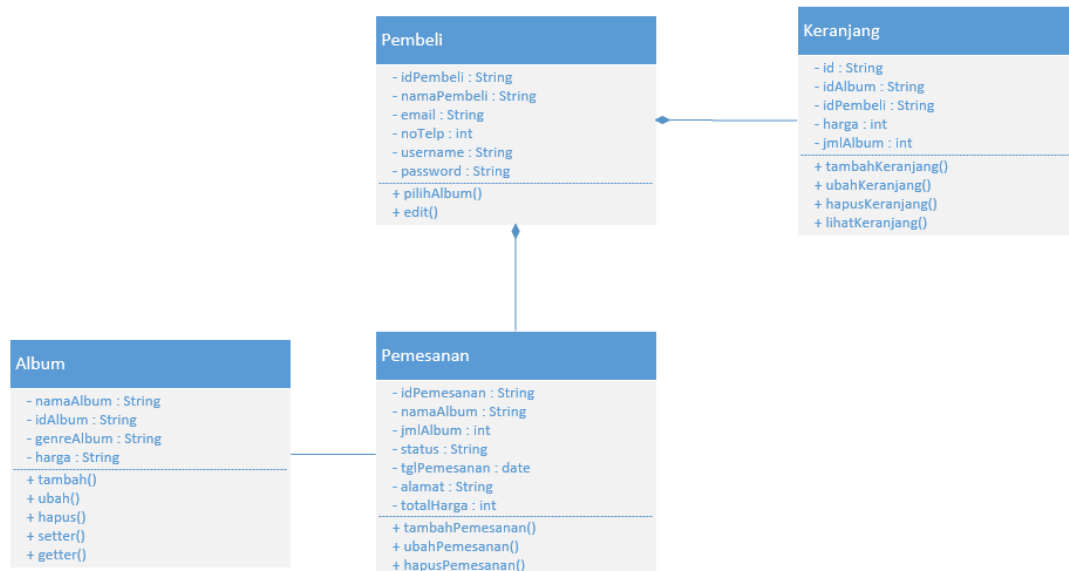 Pembeli
- idPembeli : String
- namaPembeli : String
- email : String
- noTelp : int
- username : String
- password : String
+ pilihAlbum()
+ edit()
Keranjang
- id : String
- idAlbum : String
- idPembeli : String
- harga : int
- jmlAlbum : int
+ tambahKeranjang()
+ ubahKeranjang()
+ hapusKeranjang()
+ lihatKeranjang()
Album
- namaAlbum : String
- idAlbum : String
- genreAlbum : String
- harga : String
+ tambah()
+ ubah()
+ hapus()
+ setter()
+ getter()
Pemesanan
- idPemesanan : String
- namaAlbum : String
- jmlAlbum : int
- status : String
- tglPemesanan : date
- alamat : String
- totalHarga : int
+ tambahPemesanan()
+ ubahPemesanan()
+ hapusPemesanan()